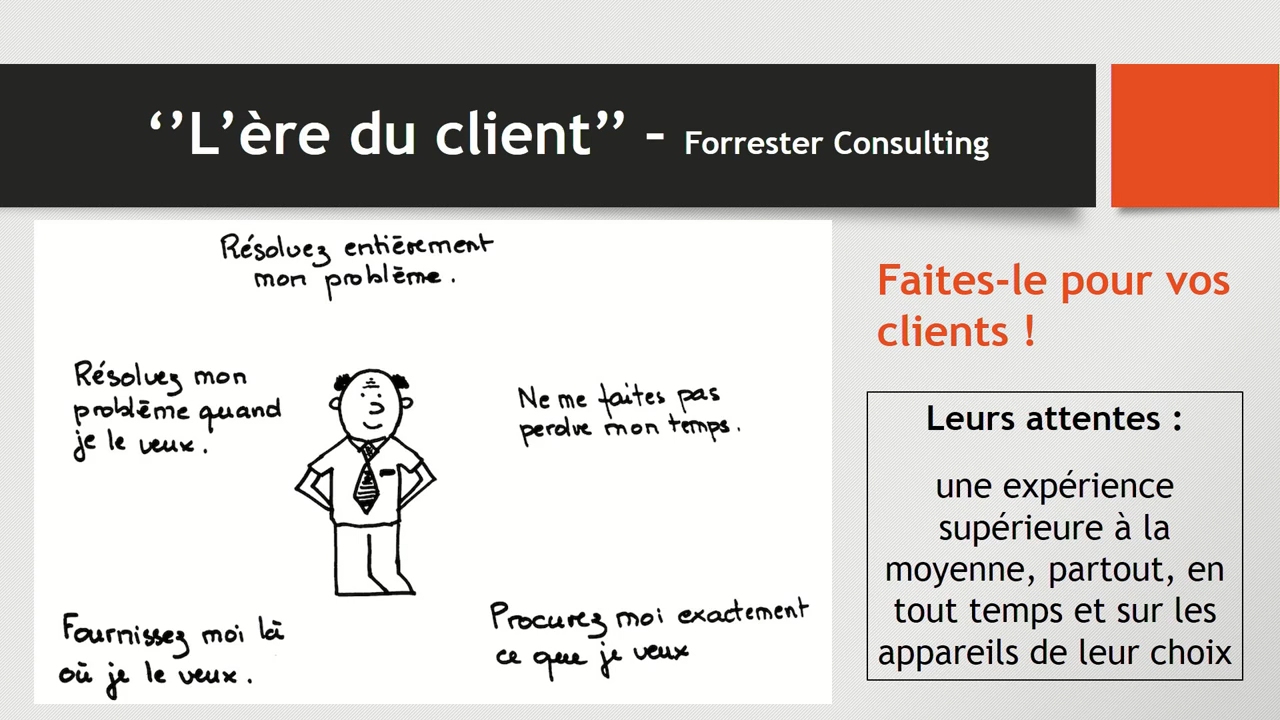 ‘’L’ère du client’’ – Forrester Consulting
Résolvez entièrement
mon problème.
Résolvez mon
problème quand
je le veux.
Ne me faites pas
perdre mon temps.
Fournissez moi là
où je le veux.
Procurez moi exactement
ce que je veux
Faites-le pour vos
clients !
Leurs attentes :
une expérience
supérieure à la
moyenne, partout, en
tout temps et sur les
appareils de leur choix